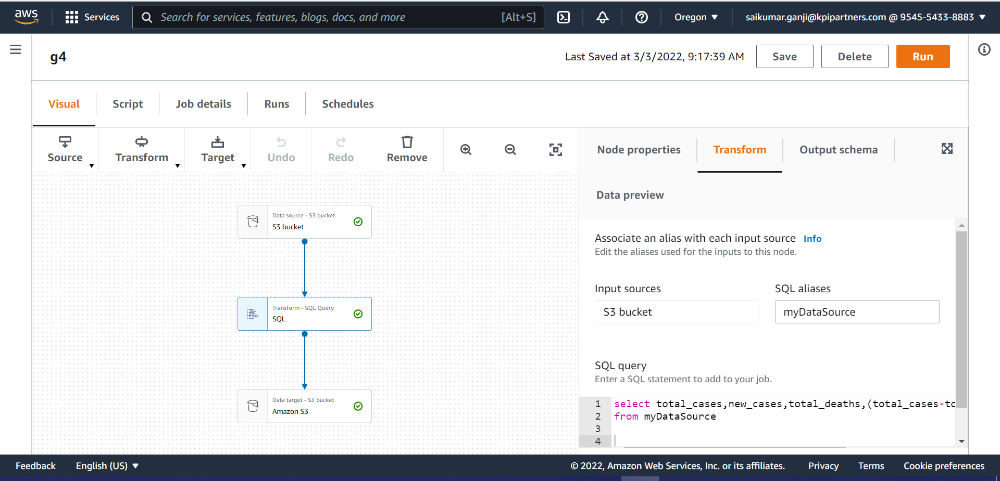 aws
Services
Search for services, features, blogs, docs, and more
[Alt+S]
Oregon ▼
saikumar.ganji@kpipartners.com @ 9545-5433-8883 ▼
g4
Last Saved at 3/3/2022, 9:17:39 AM
Save
Delete
Run
Visual
Script
Job details
Runs
Schedules
Source
Transform
Target
Undo
Redo
Remove
Node properties
Transform
Output schema
Data preview
Data source - S3 bucket
S3 bucket
Transform - SQL Query
SQL
Data target - S3 bucket
Amazon S3
Associate an alias with each input source Info
Edit the aliases used for the inputs to this node.
Input sources
SQL aliases
S3 bucket
myDataSource
SQL query
Enter a SQL statement to add to your job.
1 select total_cases,new_cases,total_deaths,(total_cases-to
2 from myDataSource
3
4
Feedback
English (US) ▼
© 2022, Amazon Web Services, Inc. or its affiliates.
Privacy
Terms
Cookie preferences